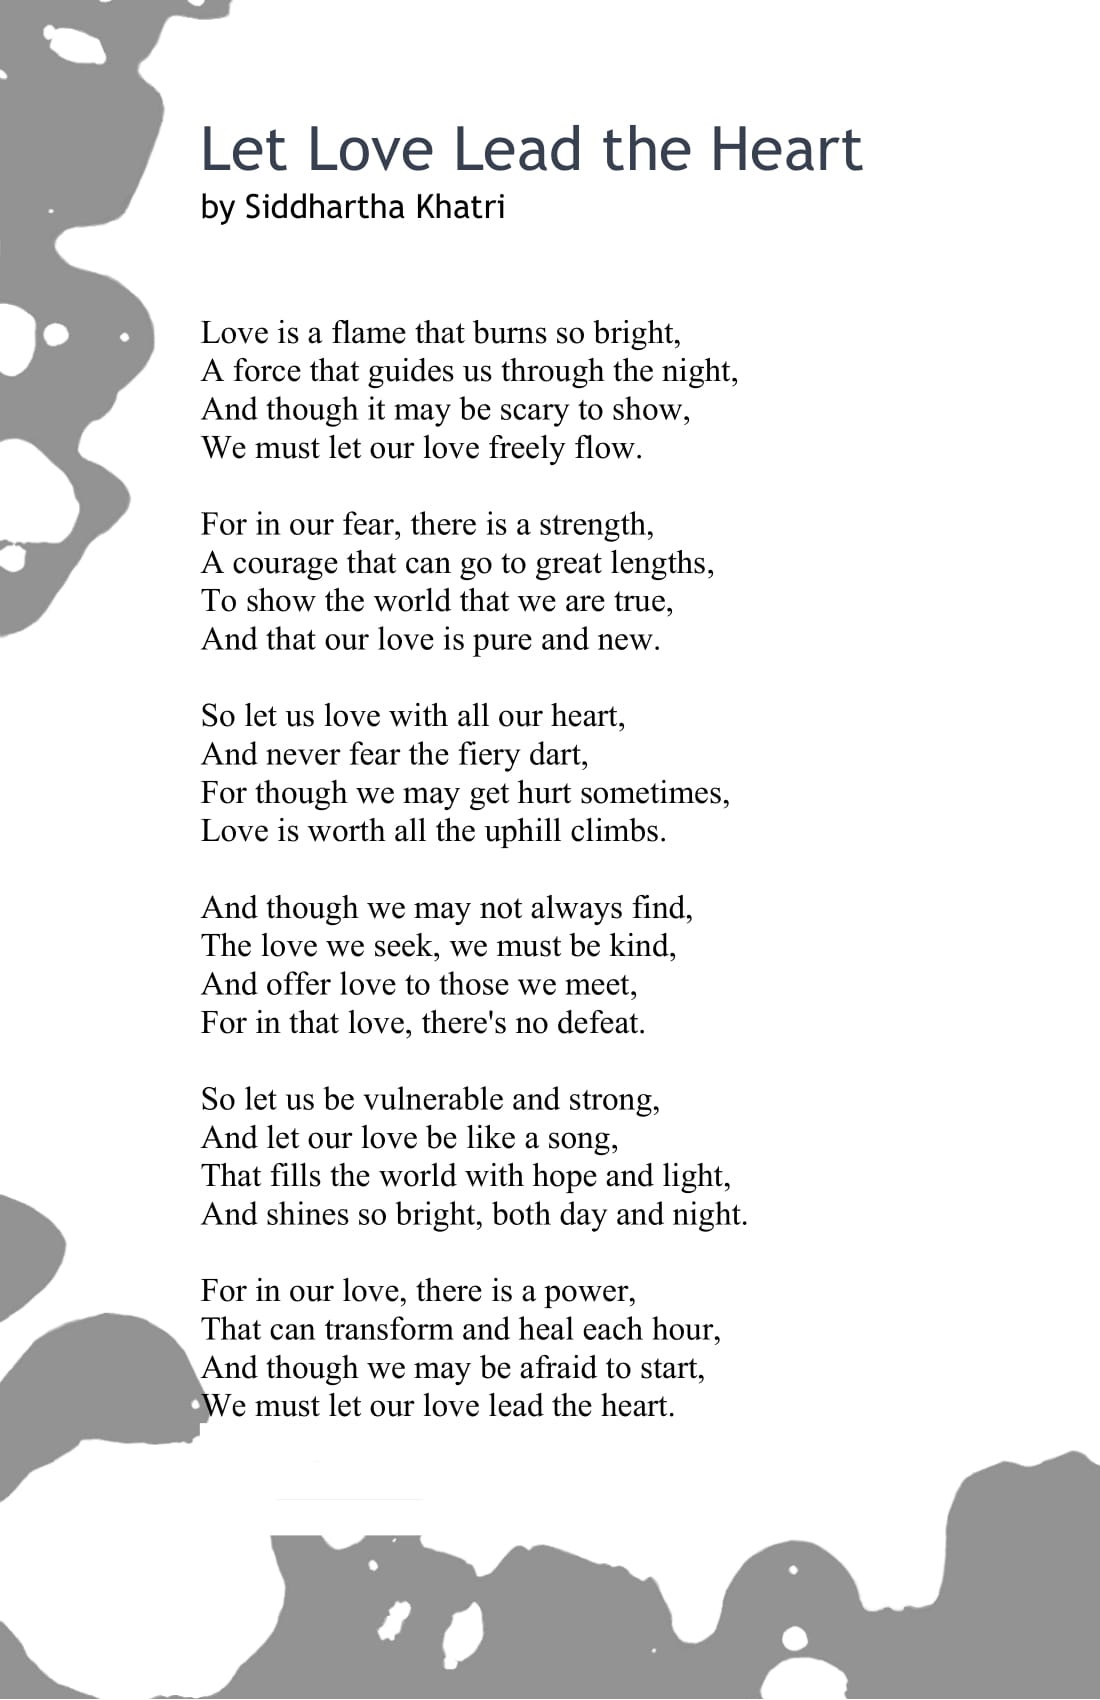 Let Love Lead the Heart
by Siddhartha Khatri
Love is a flame that burns so bright,
A force that guides us through the night,
And though it may be scary to show,
We must let our love freely flow.
For in our fear, there is a strength,
A courage that can go to great lengths,
To show the world that we are true,
And that our love is pure and new.
So let us love with all our heart,
And never fear the fiery dart,
For though we may get hurt sometimes,
Love is worth all the uphill climbs.
And though we may not always find,
The love we seek, we must be kind,
And offer love to those we meet,
For in that love, there's no defeat.
So let us be vulnerable and strong,
And let our love be like a song,
That fills the world with hope and light,
And shines so bright, both day and night.
For in our love, there is a power,
That can transform and heal each hour,
And though we may be afraid to start,
We must let our love lead the heart.